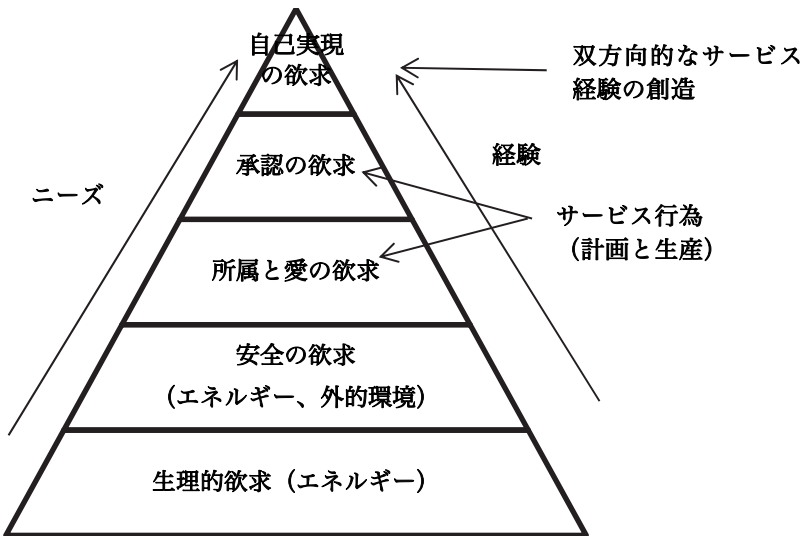 自己実現
の欲求
双方向的なサービス
経験の創造
承認の欲求
経験
ニーズ
サービス行為
（計画と生産）
所属と愛の欲求
安全の欲求
（エネルギー、外的環境）
生理的欲求（エネルギー）